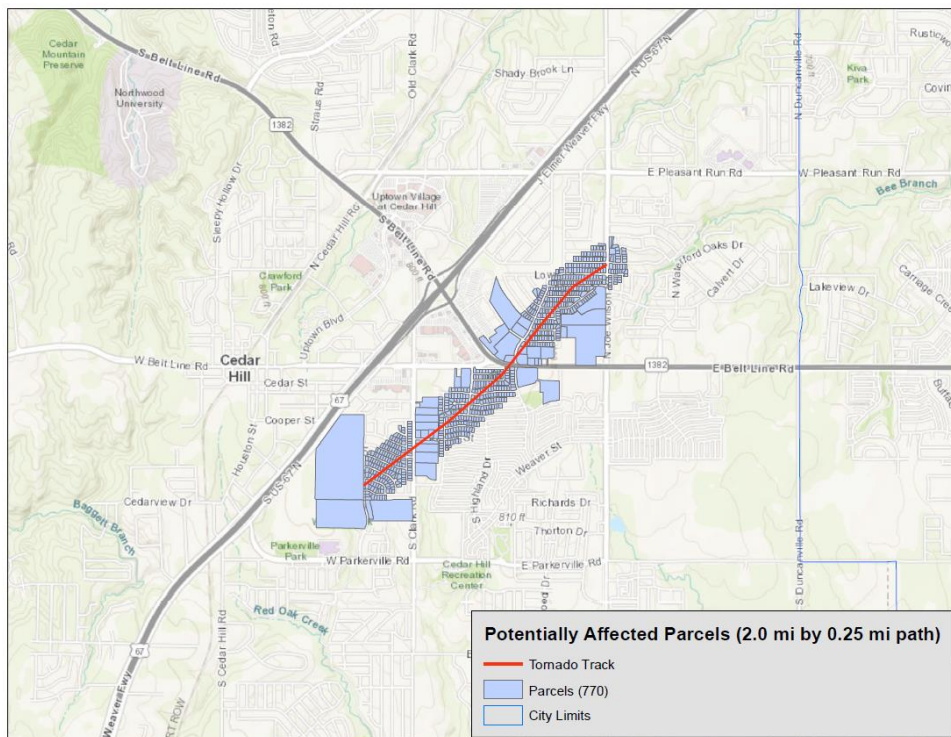 Cedar
Mountain
Preserve
Northwood
University
S Belt Line Rd
1382
Straus Rd
Old Clark Rd
Shady Brook Ln
N US-67 N
J Elmer Weaver Fwy
N Duncanville Rd
700 ft
Kiva
Park
E Pleasant Run Rd
W Pleasant Run Rd
Bee Branch
Sleepy Hollow Dr
N Cedar Hill Rd
Uptown Village
at Cedar Hill
S Belt Line Rd
800 ft
Crawford
Park
Uptown Blvd
N Waterford Oaks Dr
Calvert Dr
Lakeview Dr
N Joe Wilson
W Belt Line Rd
Cedar
Hill
Cedar St
67
1382
E Belt Line Rd
Cooper St
Houston St
S US-67 N
Weaver St
S Highland Dr
Cedarview Dr
Baggett Branch
Richards Dr
810 ft
Thorton Dr
S Clark Rd
Parkerville
Park
W Parkerville Rd
Cedar Hill
Recreation
Center
E Parkerville Rd
S Duncanville Rd
Red Oak Creek
S Cedar Hill Rd
67
Potentially Affected Parcels (2.0 mi by 0.25 mi path)
Tornado Track
Parcels (770)
City Limits